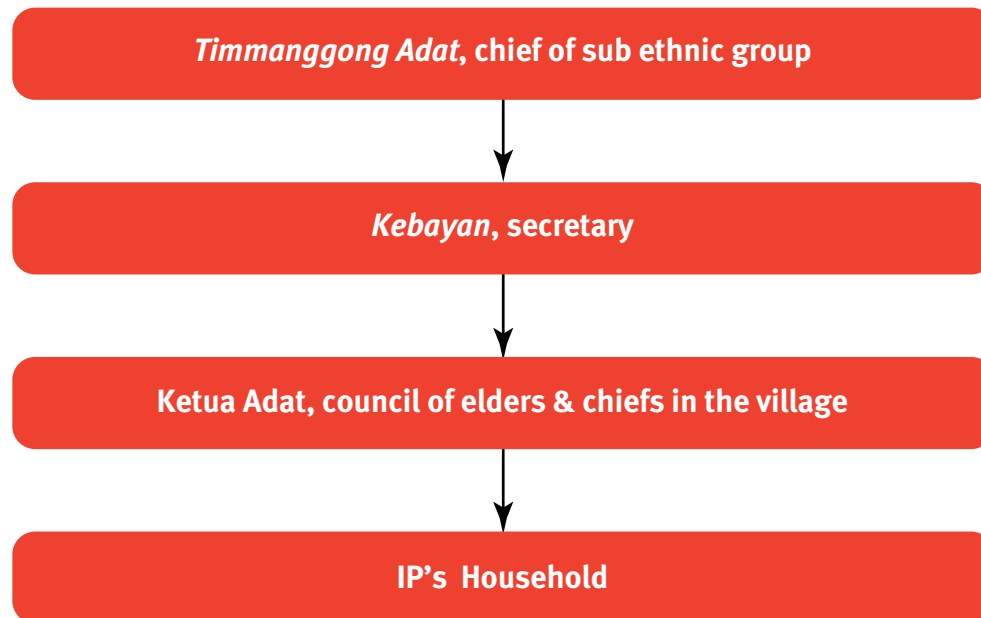 Timmanggong Adat, chief of sub ethnic group
Kebayan, secretary
Ketua Adat, council of elders & chiefs in the village
IP’s Household